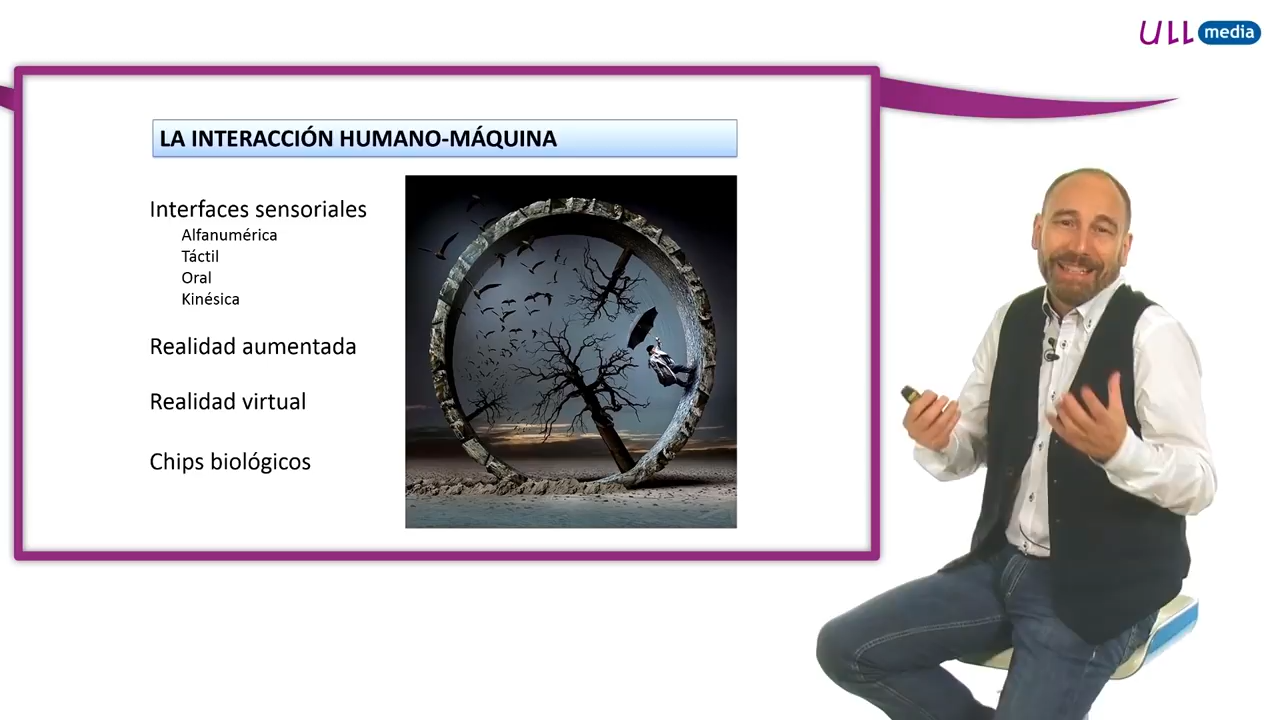 ULL media
LA INTERACCIÓN HUMANO-MÁQUINA
Interfaces sensoriales
Alfanumérica
Táctil
Oral
Kinésica
Realidad aumentada
Realidad virtual
Chips biológicos